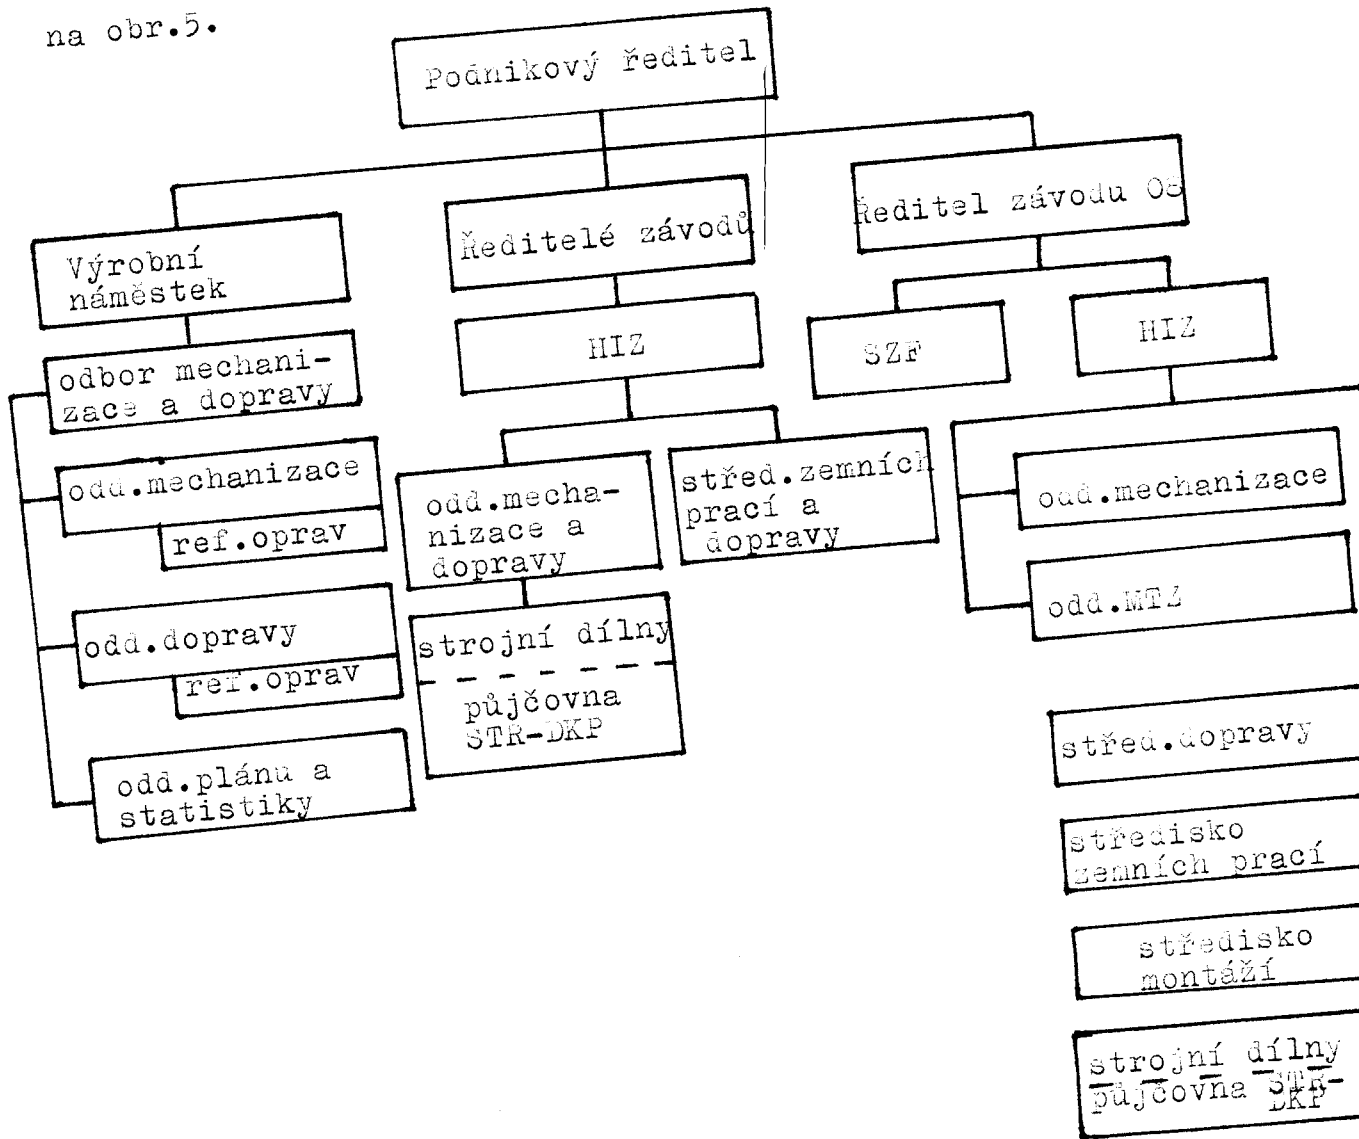 na obr.5.
Podnikový ředitel
Výrobní
náměstek
Ředitelé závodů
Ředitel závodu OS
HIZ
SZF
HIZ
odbor mechani-
zace a dopravy
odd.mechanizace
ref.oprav
odd.dopravy
ref.oprav
odd.plánu a
statistiky
odd.mecha-
nizace a
dopravy
strojní dílny
půjčovna
STR-DKP
střed.zemních
prací a
dopravy
odd.mechanizace
odd.MTZ
střed.dopravy
středisko
zemních prací
středisko
montáží
strojní dílny
půjčovna STR-
DKP